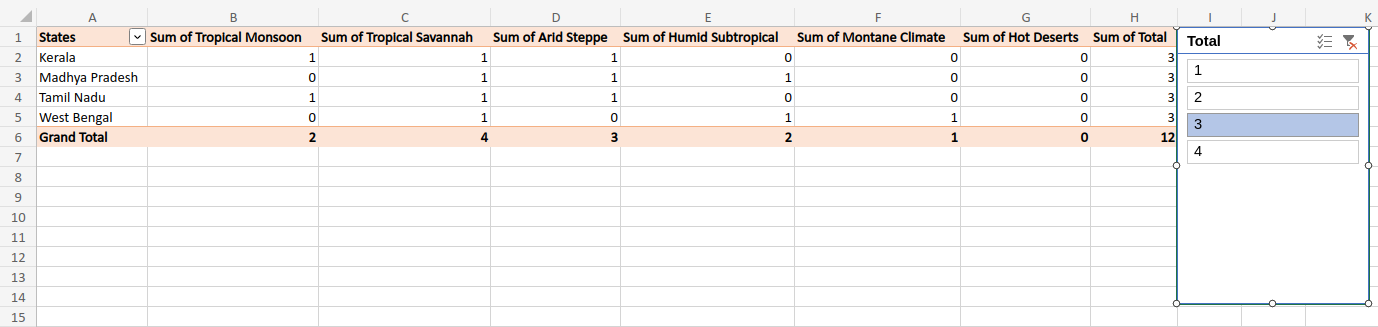 A B C D E F G H I J K
1 States Sum of Tropical Monsoon Sum of Tropical Savannah Sum of Arid Steppe Sum of Humid Subtropical Sum of Montane Climate Sum of Hot Deserts Sum of Total
2 Kerala 1 1 1 0 0 0 3
3 Madhya Pradesh 0 1 1 1 0 0 3
4 Tamil Nadu 1 1 1 0 0 0 3
5 West Bengal 0 1 0 1 1 0 3
6 Grand Total 2 4 3 2 1 0 12
7
8
9
10
11
12
13
14
15
Total
1
2
3
4